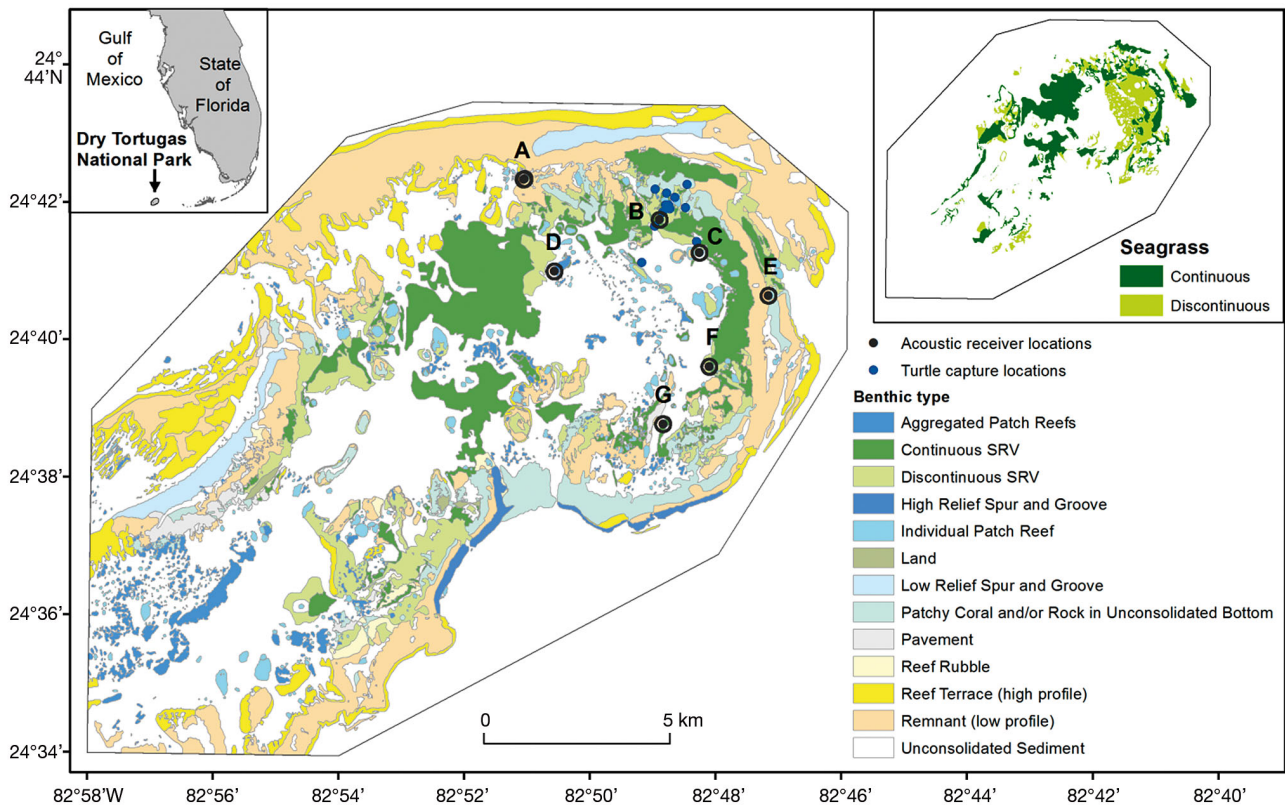 Gulf
of
Mexico
State
of
Florida
Dry Tortugas
National Park
24°
44’N
24°42’
24°40’
24°38’
24°36’
24°34’
A
B
C
D
E
F
G
0 5 km
Seagrass
Continuous
Discontinuous
Acoustic receiver locations
Turtle capture locations
Benthic type
Aggregated Patch Reefs
Continuous SRV
Discontinuous SRV
High Relief Spur and Groove
Individual Patch Reef
Land
Low Relief Spur and Groove
Patchy Coral and/or Rock in Unconsolidated Bottom
Pavement
Reef Rubble
Reef Terrace (high profile)
Remnant (low profile)
Unconsolidated Sediment
82°58’W 82°56’ 82°54’ 82°52’ 82°50’ 82°48’ 82°46’ 82°44’ 82°42’ 82°40’